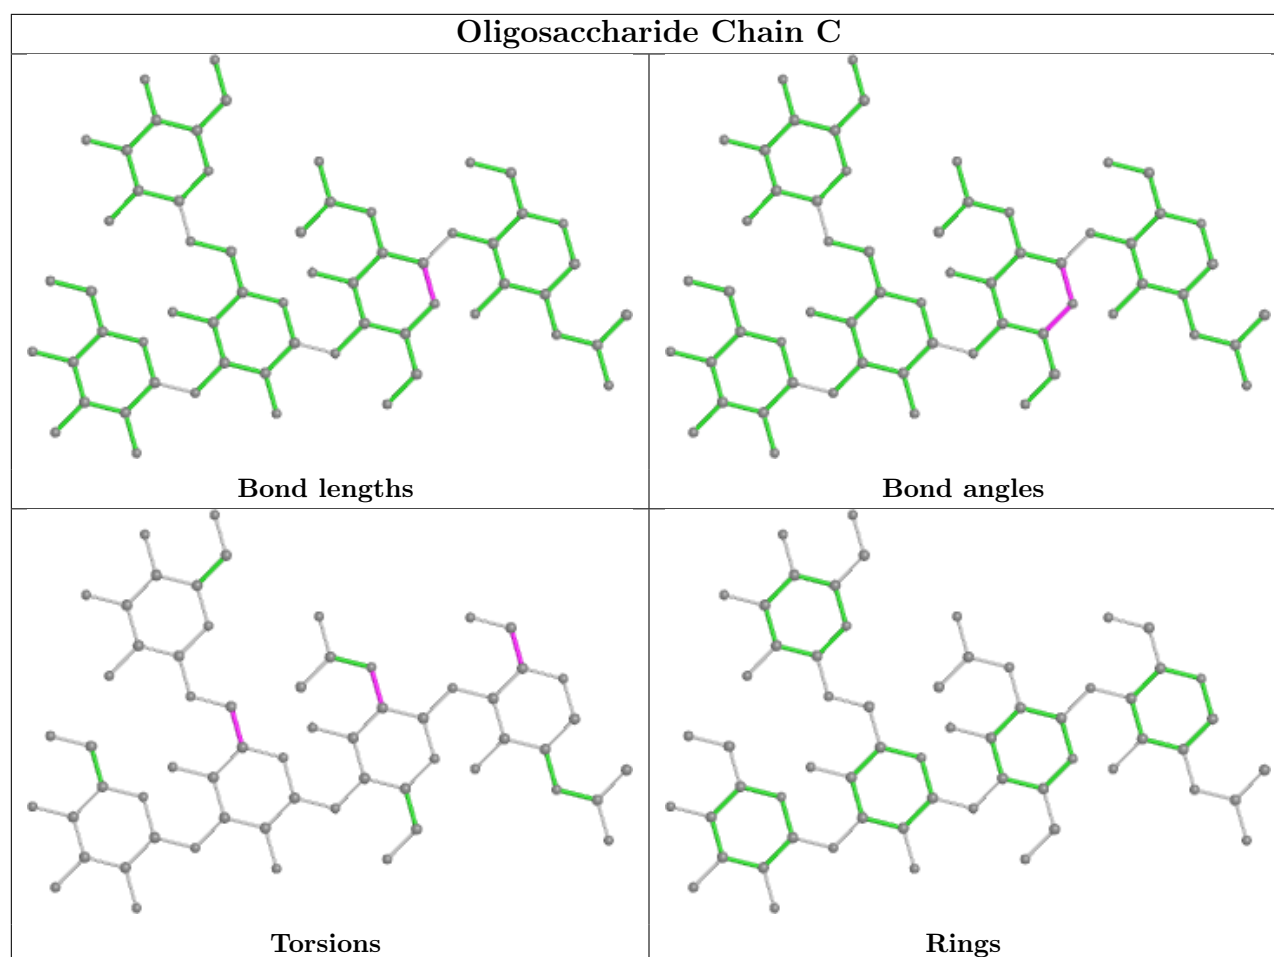 Oligosaccharide Chain C
Bond lengths
Bond angles
Torsions
Rings